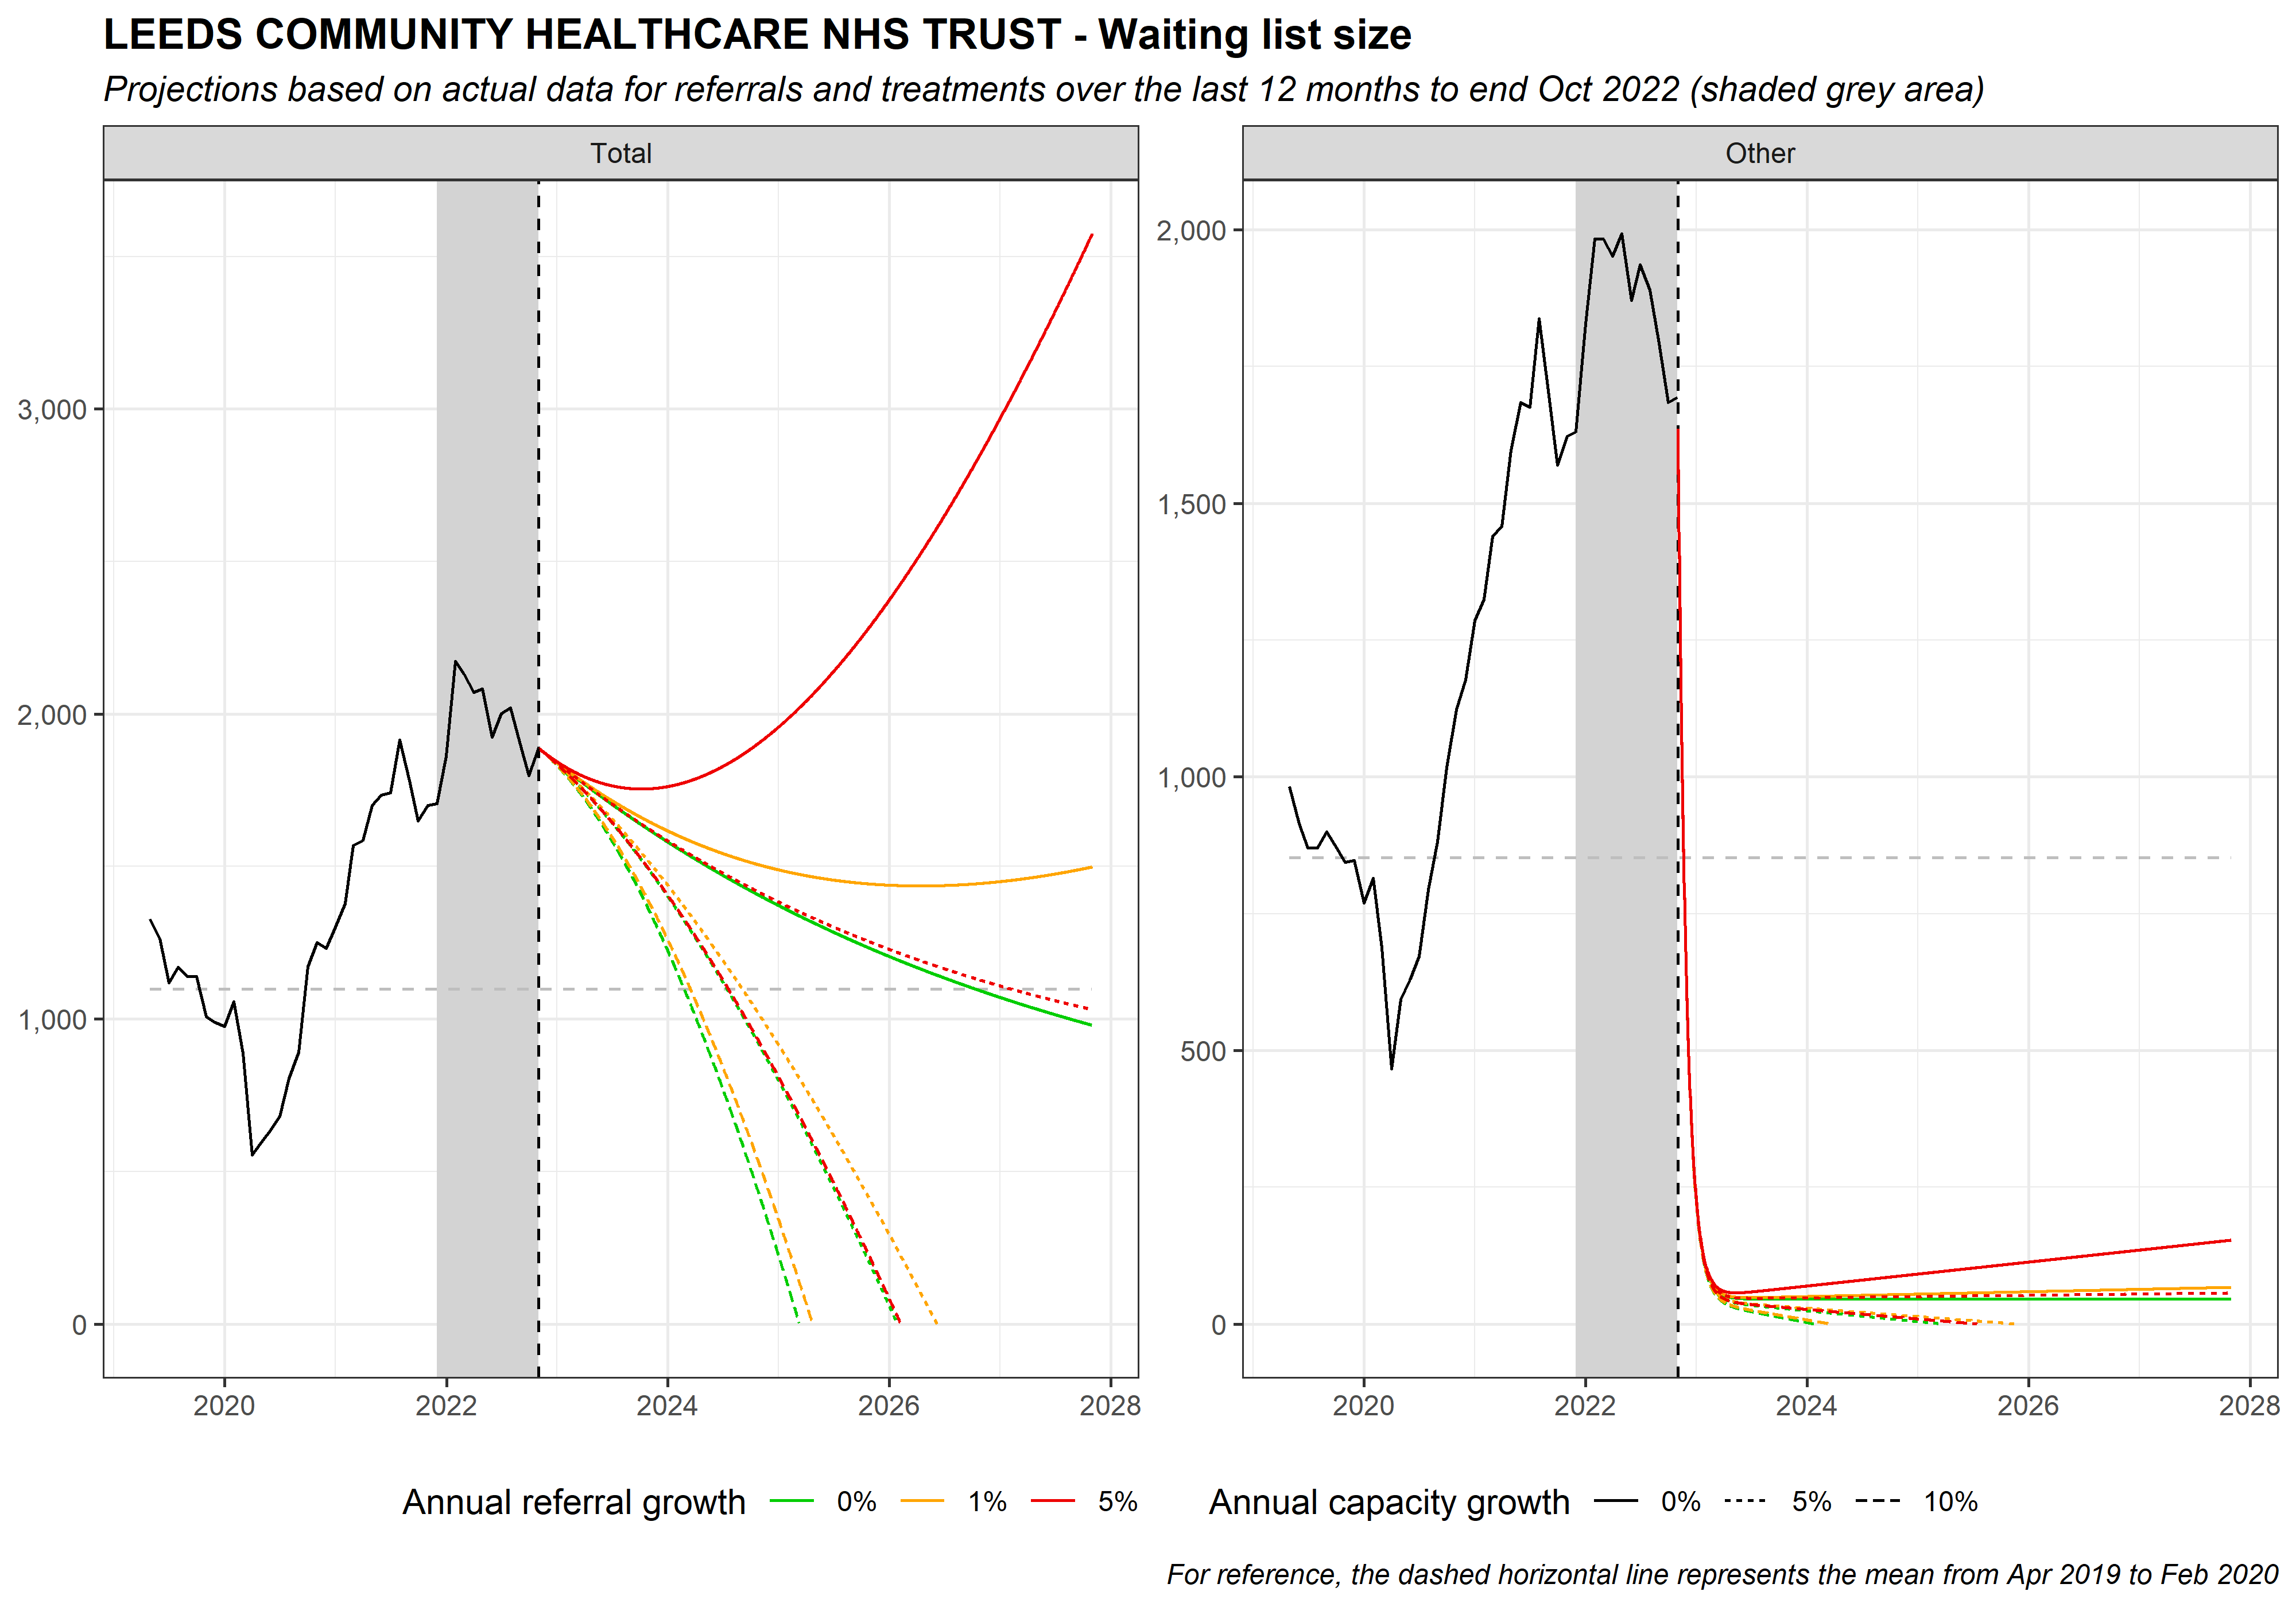 LEEDS COMMUNITY HEALTHCARE NHS TRUST - Waiting list size
Projections based on actual data for referrals and treatments over the last 12 months to end Oct 2022 (shaded grey area)
Total
3,000
2,000
1,000
0
2020 2022 2024 2026 2028
Other
2,000
1,500
1,000
500
0
2020 2022 2024 2026 2028
Annual referral growth 0% 1% 5%
Annual capacity growth 0% 5% 10%
For reference, the dashed horizontal line represents the mean from Apr 2019 to Feb 2020